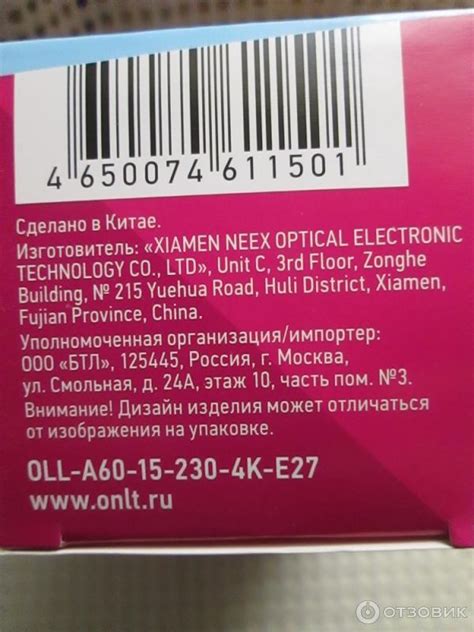 4 650074 611501
Сделано в Китае.
Изготовитель: «XIAMEN NEEX OPTICAL ELECTRONIC
TECHNOLOGY CO., LTD», Unit C, 3rd Floor, Zonghe
Building, № 215 Yuehua Road, Huli District, Xiamen,
Fujian Province, China.
Уполномоченная организация/импортер:
ООО «БТЛ», 125445, Россия, г. Москва,
ул. Смольная, д. 24А, этаж 10, часть пом. №3.
Внимание! Дизайн изделия может отличаться
от изображения на упаковке.
OLL-A60-15-230-4K-E27
www.onlt.ru
ОТЗОВИК